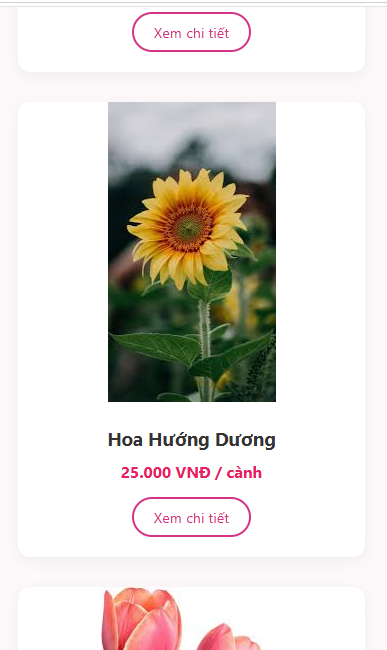 Xem chi tiết
Hoa Hướng Dương
25.000 VNĐ / cành
Xem chi tiết